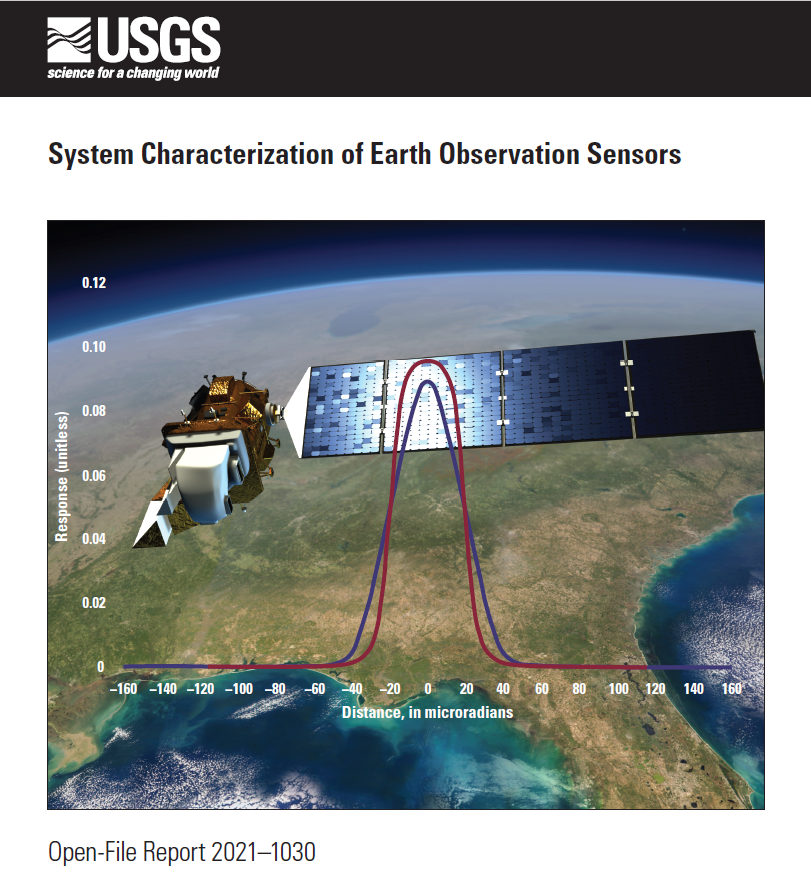 USGS
science for a changing world
System Characterization of Earth Observation Sensors
0.12
0.10
0.08
0.06
0.04
0.02
0
Response (unitless)
–160 –140 –120 –100 –80 –60 –40 –20 0 20 40 60 80 100 120 140 160
Distance, in microradians
Open-File Report 2021–1030